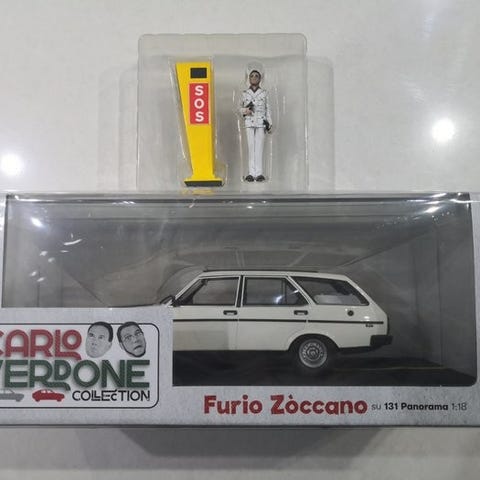 SOS
CARLO
VERDONE
COLLECTION
Furio Zòccano su 131 Panorama 1:18